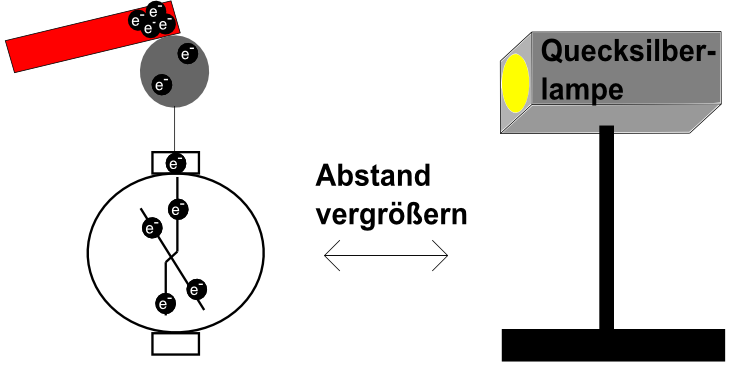 e- e- e- e-
e-
e-
Quecksilber-
lampe
e-
Abstand
vergrößern
e-
e-
e-
e-